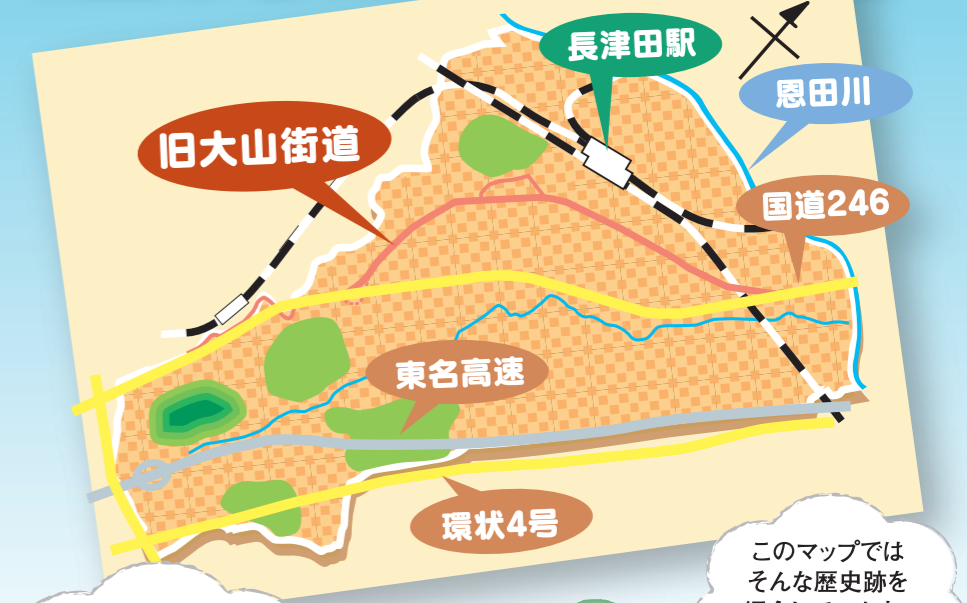 長津田駅
恩田川
旧大山街道
国道246
東名高速
環状4号
このマップでは
そんな歴史跡を